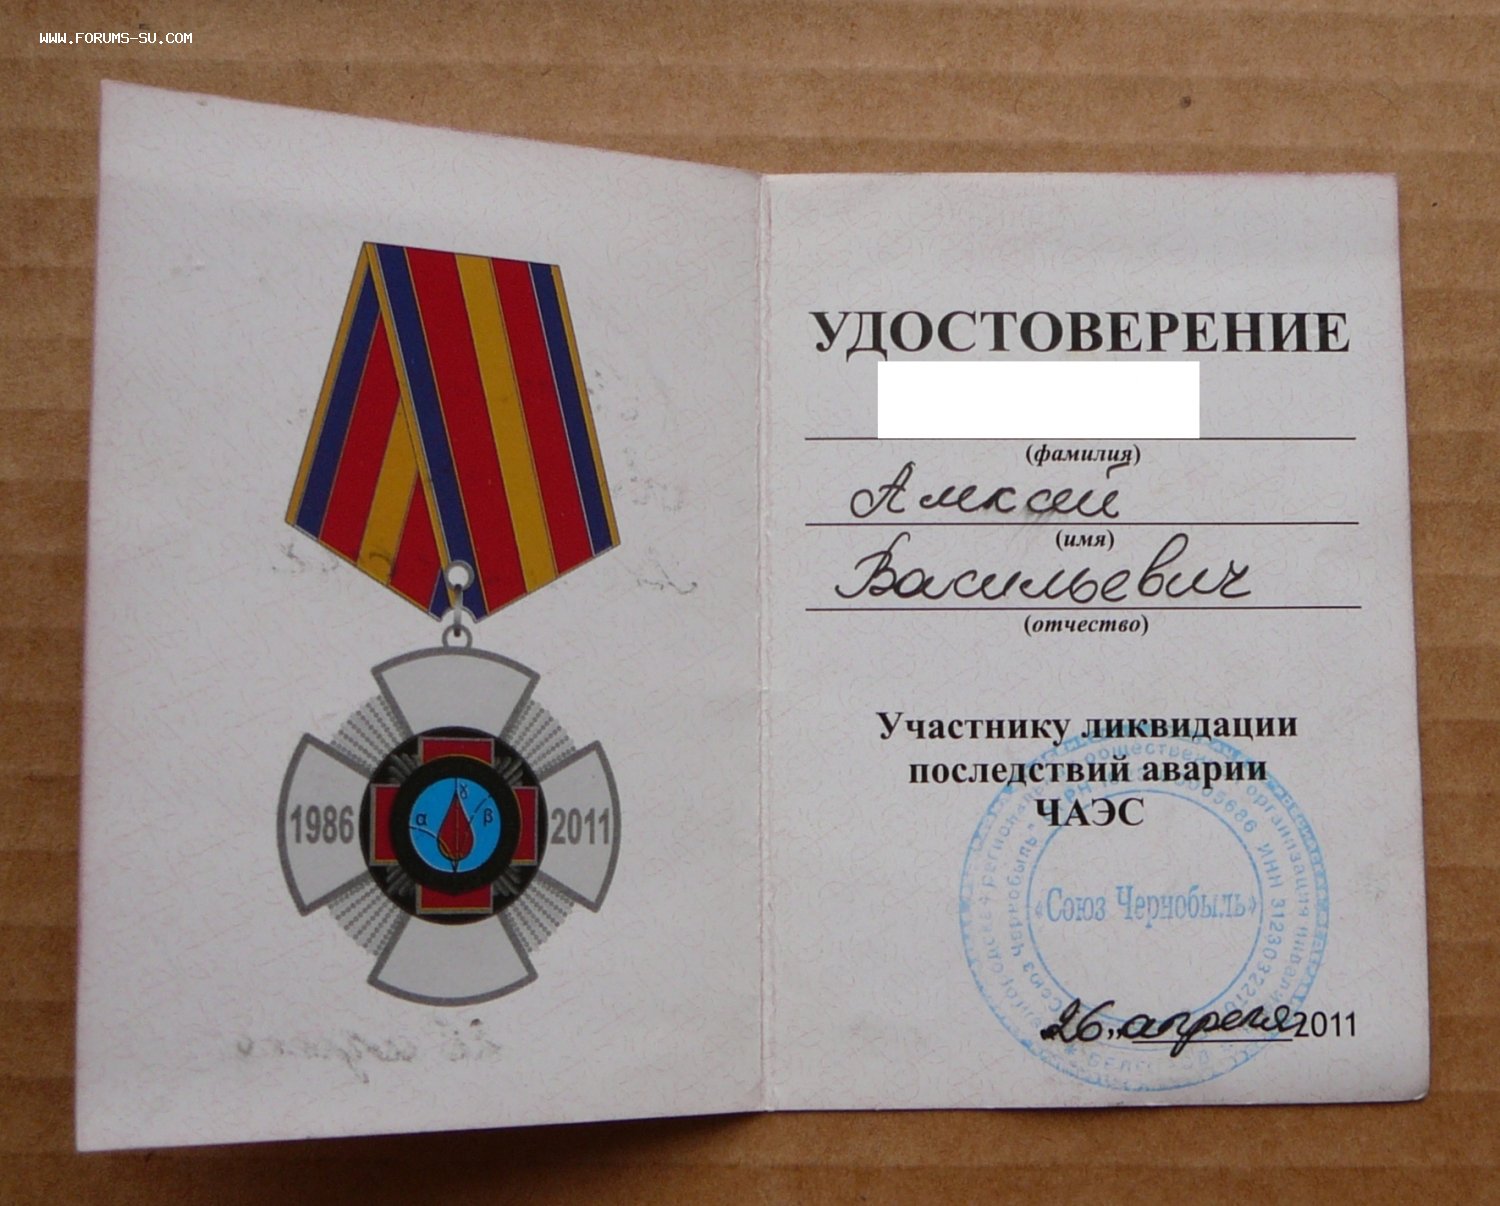 WWW.FORUMS-SU.COM
1986
2011
α
γ
β
УДОСТОВЕРЕНИЕ
(фамилия)
Алексей
(имя)
Васильевич
(отчество)
Участнику ликвидации
последствий аварии
ЧАЭС
«Союз Чернобыль»
26 „ апреля 2011